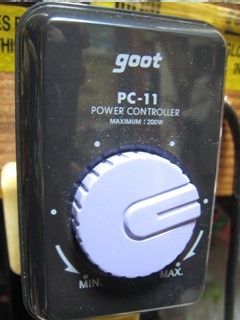 goot
PC-11
POWER CONTROLLER
MAXIMUM : 200W
MIN. MAX.